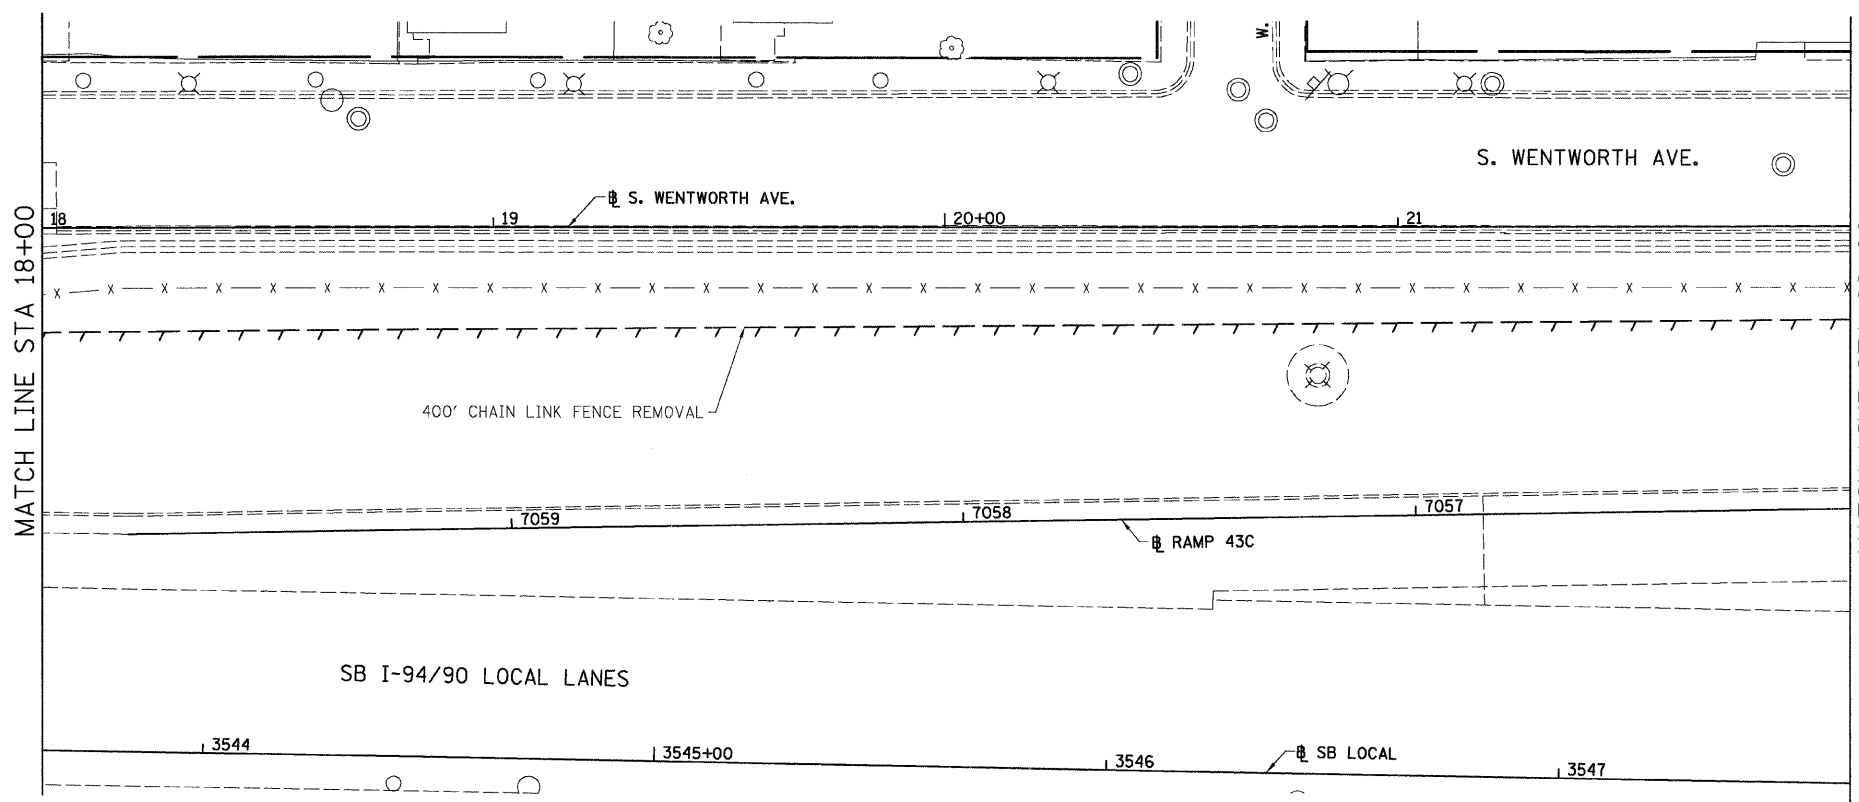 W.
S. WENTWORTH AVE.
℄ S. WENTWORTH AVE.
18
19
20+00
21
MATCH LINE STA 18+00
400' CHAIN LINK FENCE REMOVAL
7059
7058
7057
℄ RAMP 43C
SB I-94/90 LOCAL LANES
3544
3545+00
3546
℄ SB LOCAL
3547